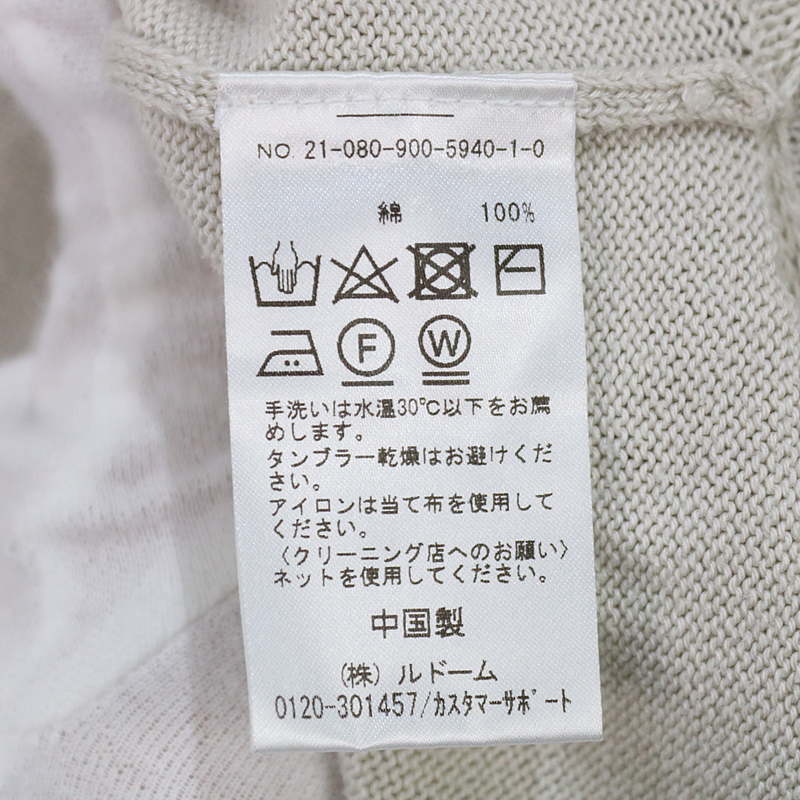 NO. 21-080-900-5940-1-0
綿 100%
F W
手洗いは水温30℃以下をお薦
めします。
タンブラー乾燥はお避けくだ
さい。
アイロンは当て布を使用して
ください。
〈クリーニング店へのお願い〉
ネットを使用してください。
中国製
(株) ルドーム
0120-301457/ｶｽﾀﾏｰｻﾎﾟｰﾄ